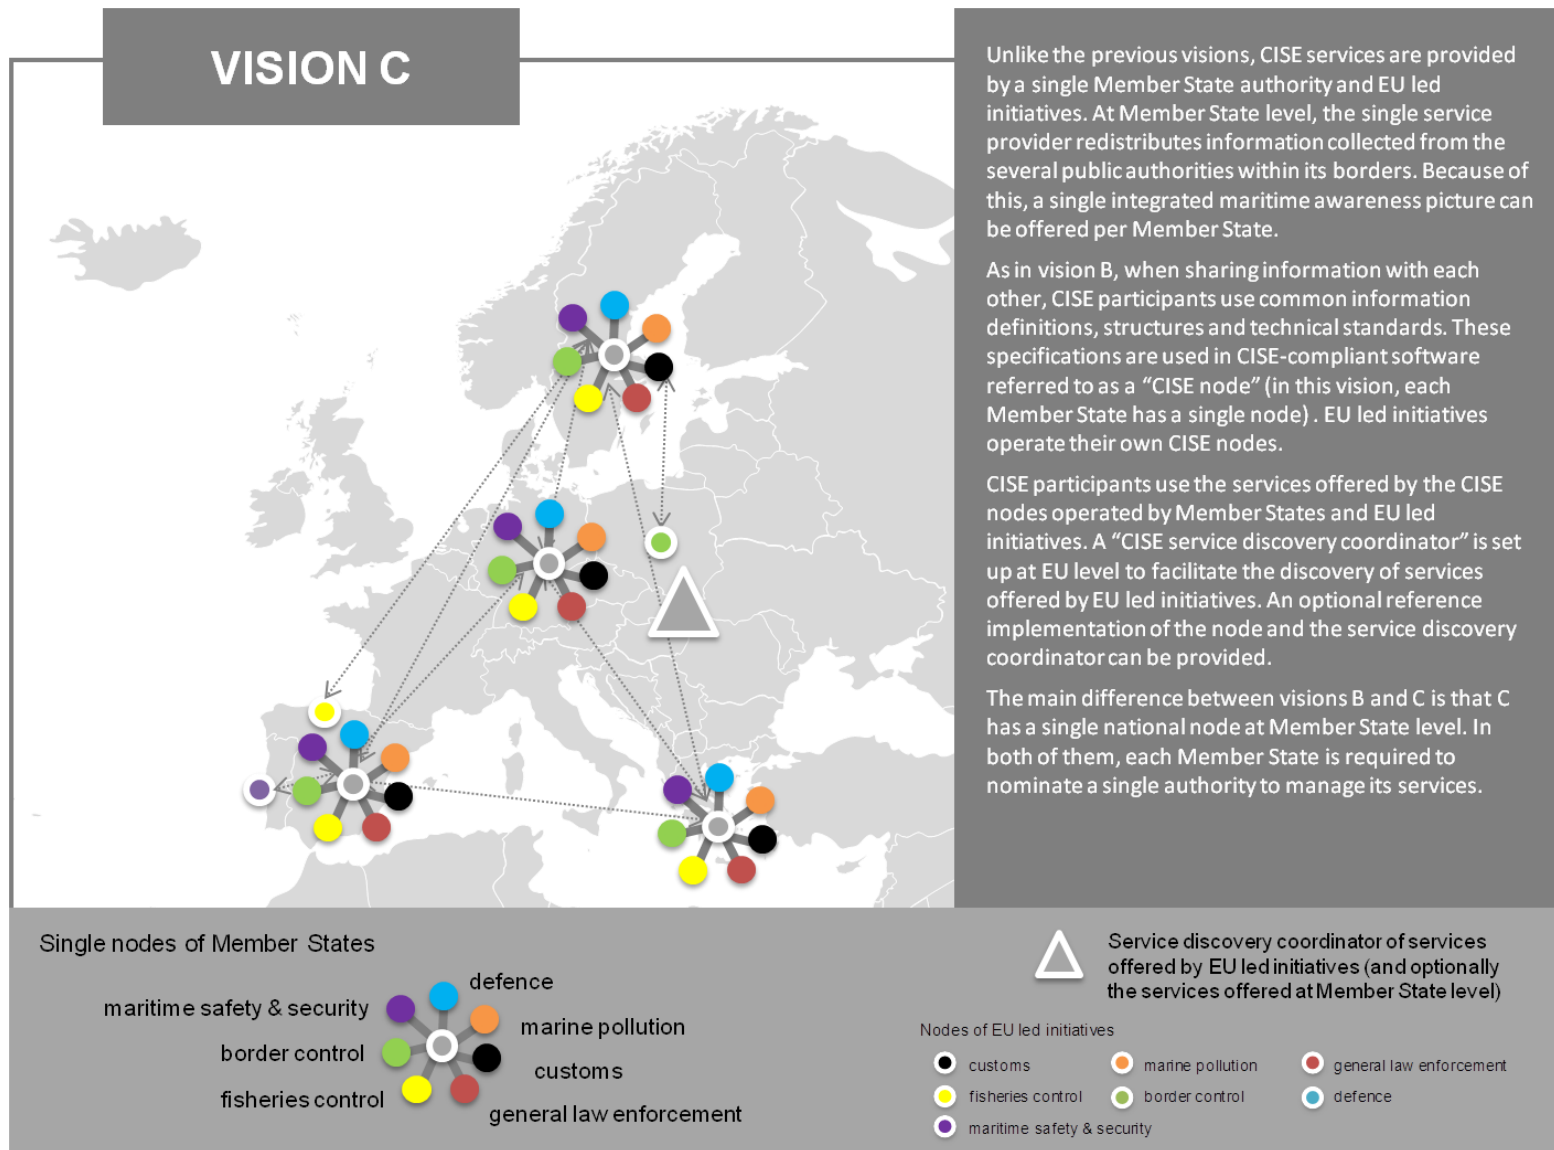 VISION C
Unlike the previous visions, CISE services are provided
by a single Member State authority and EU led
initiatives. At Member State level, the single service
provider redistributes information collected from the
several public authorities within its borders. Because of
this, a single integrated maritime awareness picture can
be offered per Member State.
As in vision B, when sharing information with each
other, CISE participants use common information
definitions, structures and technical standards. These
specifications are used in CISE-compliant software
referred to as a “CISE node” (in this vision, each
Member State has a single node) . EU led initiatives
operate their own CISE nodes.
CISE participants use the services offered by the CISE
nodes operated by Member States and EU led
initiatives. A “CISE service discovery coordinator” is set
up at EU level to facilitate the discovery of services
offered by EU led initiatives. An optional reference
implementation of the node and the service discovery
coordinator can be provided.
The main difference between visions B and C is that C
has a single national node at Member State level. In
both of them, each Member State is required to
nominate a single authority to manage its services.
Single nodes of Member States
defence
maritime safety & security
marine pollution
border control
customs
fisheries control
general law enforcement
Service discovery coordinator of services
offered by EU led initiatives (and optionally
the services offered at Member State level)
Nodes of EU led initiatives
customs
marine pollution
general law enforcement
fisheries control
border control
defence
maritime safety & security